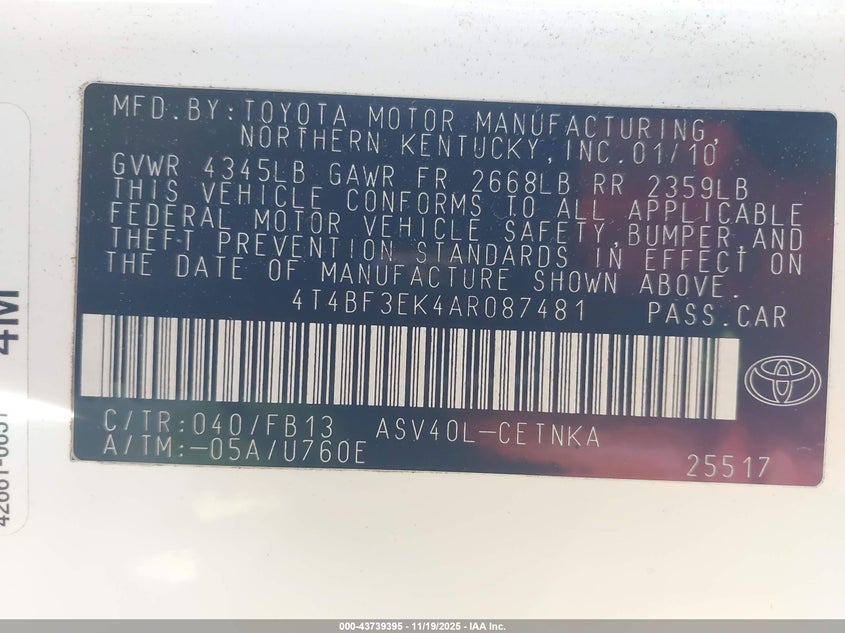 MFD.BY:TOYOTA MOTOR MANUFACTURING,
NORTHERN KENTUCKY,INC.01/10
GVWR 4345LB GAWR FR 2668LB RR 2359LB
THIS VEHICLE CONFORMS TO ALL APPLICABLE
FEDERAL MOTOR VEHICLE SAFETY,BUMPER,AND
THEFT PREVENTION STANDARDS IN EFFECT ON
THE DATE OF MANUFACTURE SHOWN ABOVE.
4T4BF3EK4AR087481 PASS.CAR
C/TR:040/FB13 ASV40L-CETNKA
A/TM:-05A/U760E 25517
4M
000-43739395 - 11/19/2025 - IAA Inc.